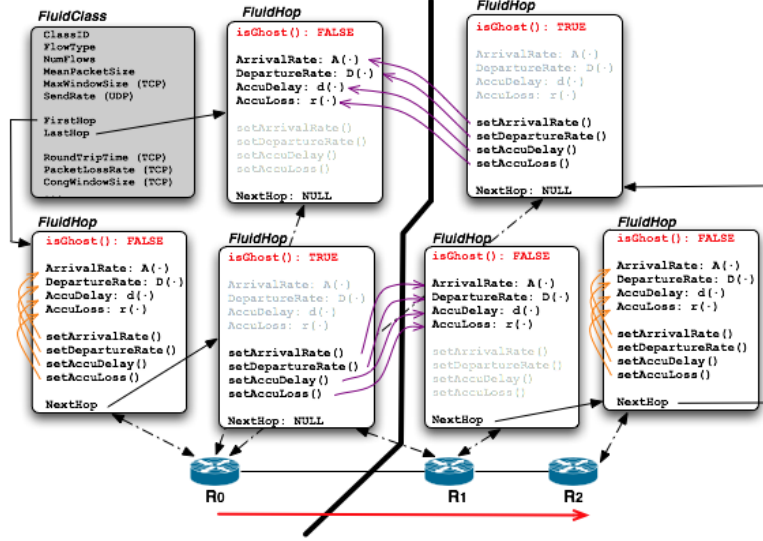 FluidClass
ClassID
FlowType
NumFlows
MeanPacketSize
MaxWindowSize (TCP)
SendRate (UDP)
FirstHop
LastHop
RoundTripTime (TCP)
PacketLossRate (TCP)
CongWindowSize (TCP)
...
FluidHop
isGhost(): FALSE
ArrivalRate: A(·)
DepartureRate: D(·)
AccuDelay: d(·)
AccuLoss: r(·)
setArrivalRate()
setDepartureRate()
setAccuDelay()
setAccuLoss()
NextHop: NULL
FluidHop
isGhost(): TRUE
ArrivalRate: A(·)
DepartureRate: D(·)
AccuDelay: d(·)
AccuLoss: r(·)
setArrivalRate()
setDepartureRate()
setAccuDelay()
setAccuLoss()
NextHop: NULL
FluidHop
isGhost(): FALSE
ArrivalRate: A(·)
DepartureRate: D(·)
AccuDelay: d(·)
AccuLoss: r(·)
setArrivalRate()
setDepartureRate()
setAccuDelay()
setAccuLoss()
NextHop
FluidHop
isGhost(): TRUE
ArrivalRate: A(·)
DepartureRate: D(·)
AccuDelay: d(·)
AccuLoss: r(·)
setArrivalRate()
setDepartureRate()
setAccuDelay()
setAccuLoss()
NextHop: NULL
FluidHop
isGhost(): FALSE
ArrivalRate: A(·)
DepartureRate: D(·)
AccuDelay: d(·)
AccuLoss: r(·)
setArrivalRate()
setDepartureRate()
setAccuDelay()
setAccuLoss()
NextHop
FluidHop
isGhost(): FALSE
ArrivalRate: A(·)
DepartureRate: D(·)
AccuDelay: d(·)
AccuLoss: r(·)
setArrivalRate()
setDepartureRate()
setAccuDelay()
setAccuLoss()
NextHop
R0
R1
R2